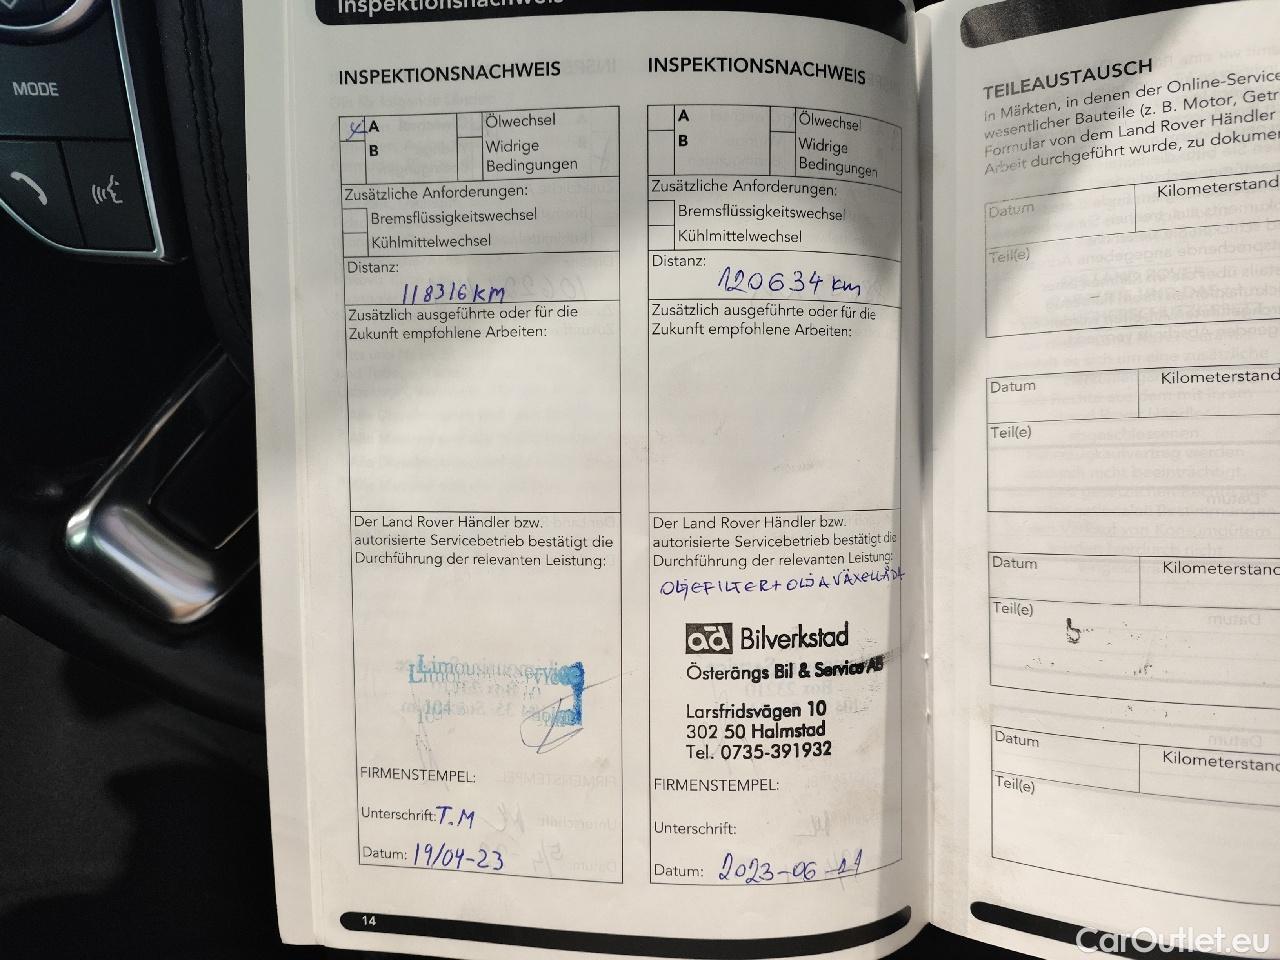 MODE
Inspektionsnachweis
INSPEKTIONSNACHWEIS
A
B
Ölwechsel
Widrige
Bedingungen
Zusätzliche Anforderungen:
Bremsflüssigkeitswechsel
Kühlmittelwechsel
Distanz:
118316 km
Zusätzlich ausgeführte oder für die
Zukunft empfohlene Arbeiten:
Der Land Rover Händler bzw.
autorisierte Servicebetrieb bestätigt die
Durchführung der relevanten Leistung:
Limousineservice
FIRMENSTEMPEL:
Unterschrift: T.M
Datum: 19/04-23
14
INSPEKTIONSNACHWEIS
A
B
Ölwechsel
Widrige
Bedingungen
Zusätzliche Anforderungen:
Bremsflüssigkeitswechsel
Kühlmittelwechsel
Distanz:
120634 km
Zusätzlich ausgeführte oder für die
Zukunft empfohlene Arbeiten:
Der Land Rover Händler bzw.
autorisierte Servicebetrieb bestätigt die
Durchführung der relevanten Leistung:
OLJEFILTER + OLJA VÄXELLÅDA
ad Bilverkstad
Österängs Bil & Service AB
Larsfridsvägen 10
302 50 Halmstad
Tel. 0735-391932
FIRMENSTEMPEL:
Unterschrift:
Datum: 2023-06-21
TEILEAUSTAUSCH
In Märkten, in denen der Online-Service
wesentlicher Bauteile (z. B. Motor, Getr
Formular von dem Land Rover Händler
Arbeit durchgeführt wurde, zu dokume
Datum
Kilometerstand
Teil(e)
Datum
Kilometerstand
Teil(e)
Datum
Kilometerstand
Teil(e)
Datum
Kilometerstand
Teil(e)
CarOutlet.eu